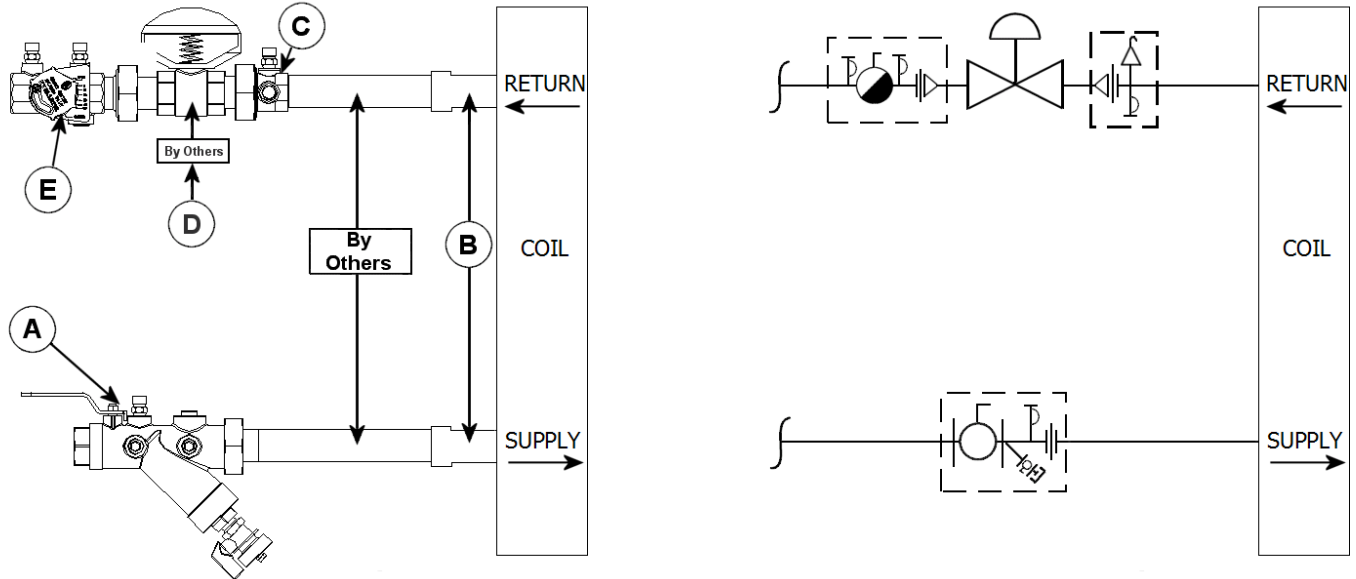 C
RETURN
E
By Others
D
By
Others
B
COIL
A
SUPPLY
RETURN
COIL
SUPPLY